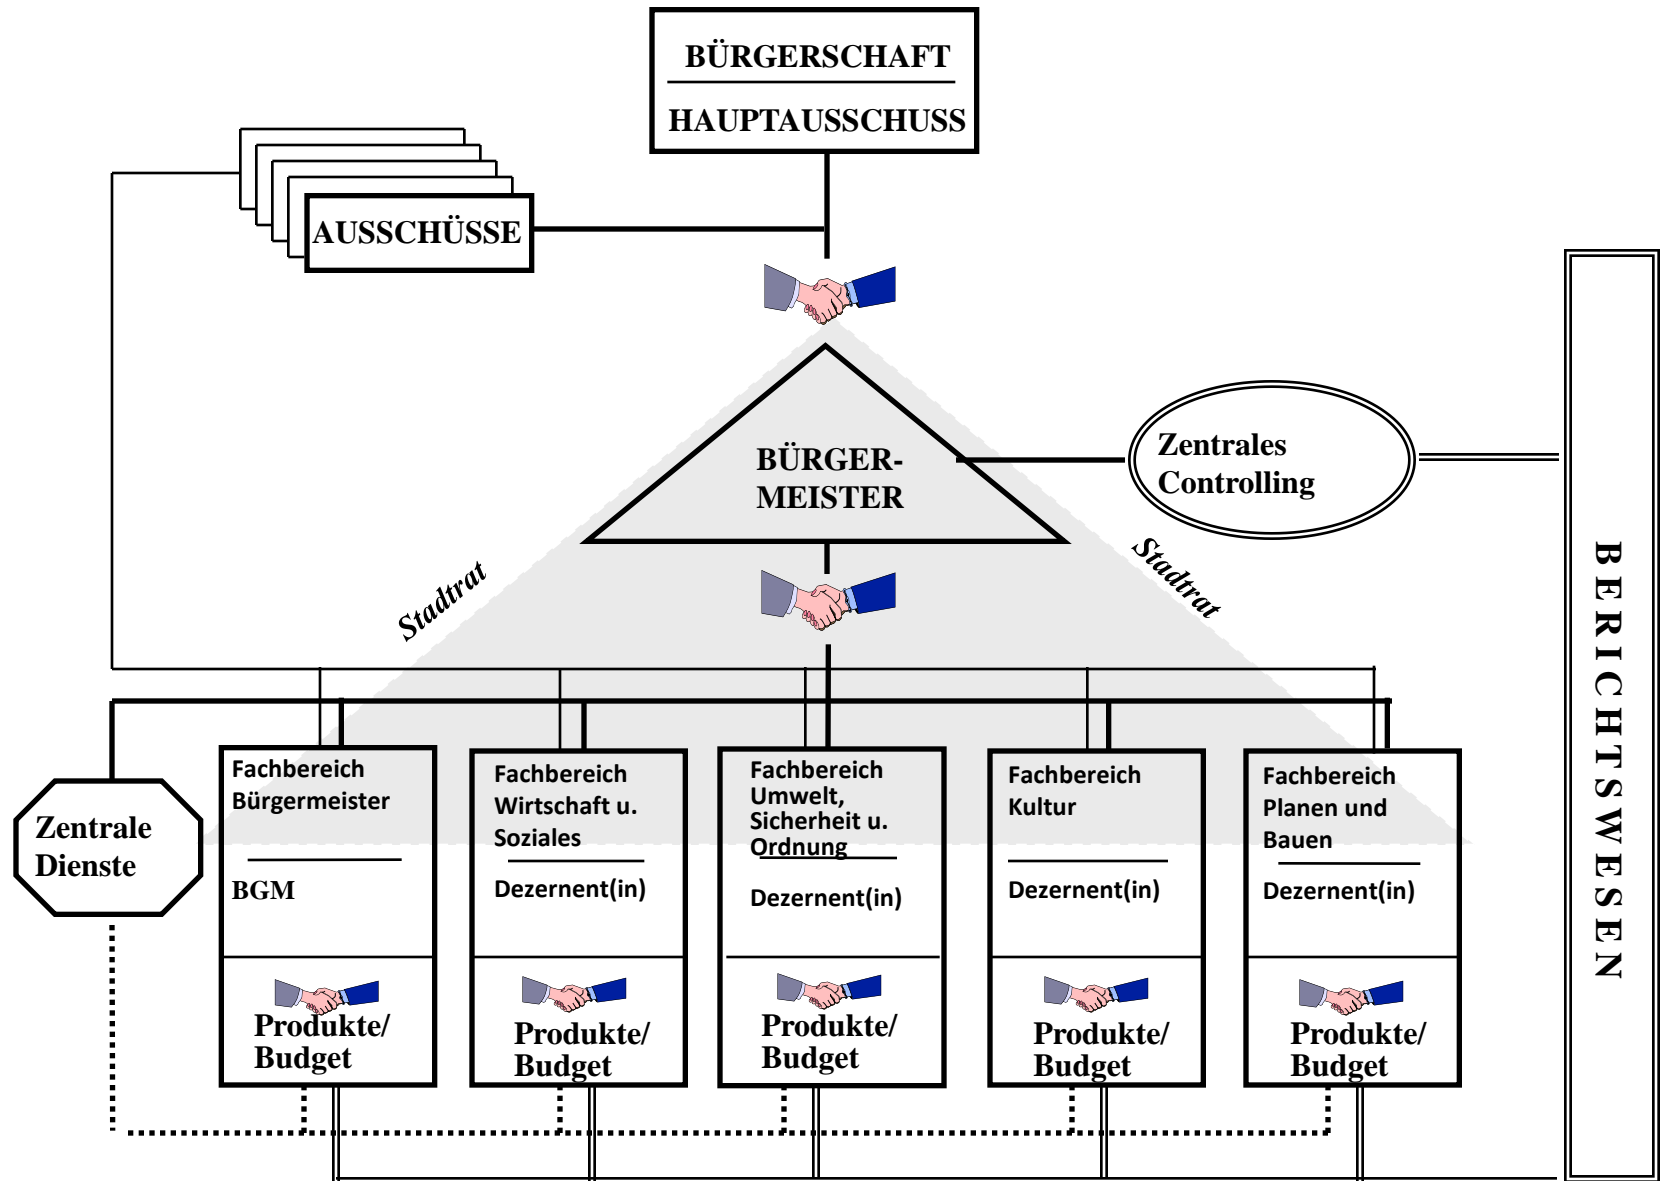 BÜRGERSCHAFT
HAUPTAUSSCHUSS
AUSSCHÜSSE
BÜRGER-
MEISTER
Zentrales
Controlling
Stadtrat
Stadtrat
BERICHTSWESEN
Zentrale
Dienste
Fachbereich
Bürgermeister
BGM
Produkte/
Budget
Fachbereich
Wirtschaft u.
Soziales
Dezernent(in)
Produkte/
Budget
Fachbereich
Umwelt,
Sicherheit u.
Ordnung
Dezernent(in)
Produkte/
Budget
Fachbereich
Kultur
Dezernent(in)
Produkte/
Budget
Fachbereich
Planen und
Bauen
Dezernent(in)
Produkte/
Budget